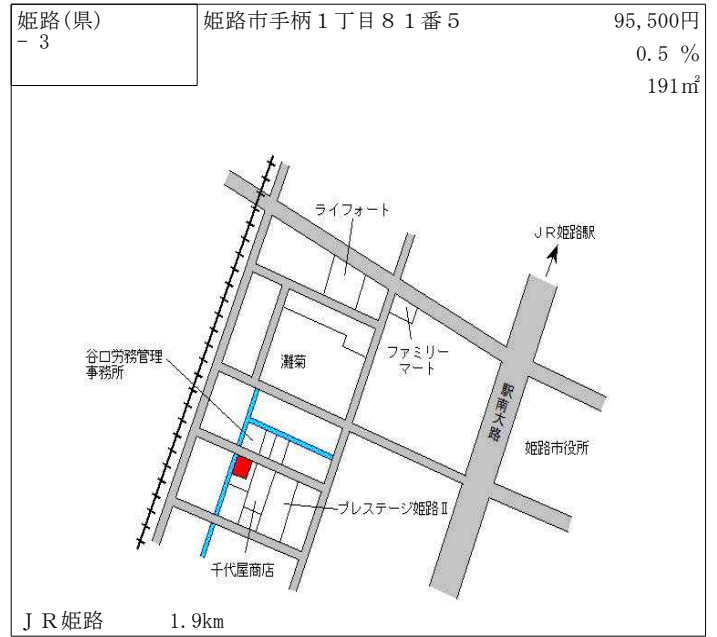 姫路(県)
－ 3
姫路市手柄１丁目８１番５
95,500円
0.5 %
191㎡
ライフォート
ＪＲ姫路駅
谷口労務管理
事務所
灘菊
ファミリー
マート
駅南大路
姫路市役所
プレステージ姫路Ⅱ
千代屋商店
ＪＲ姫路
1.9km